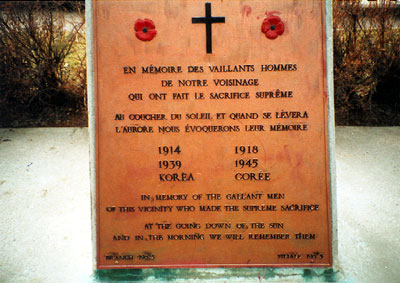 EN MÉMOIRE DES VAILLANTS HOMMES
DE NOTRE VOISINAGE
QUI ONT FAIT LE SACRIFICE SUPRÊME
AU COUCHER DU SOLEIL ET QUAND SE LÈVERA
L'AURORE NOUS ÉVOQUERONS LEUR MÉMOIRE
1914 1918
1939 1945
KOREA CORÉE
IN MEMORY OF THE GALLANT MEN
OF THIS VICINITY WHO MADE THE SUPREME SACRIFICE
AT THE GOING DOWN OF THE SUN
AND IN THE MORNING WE WILL REMEMBER THEM
BRANCH